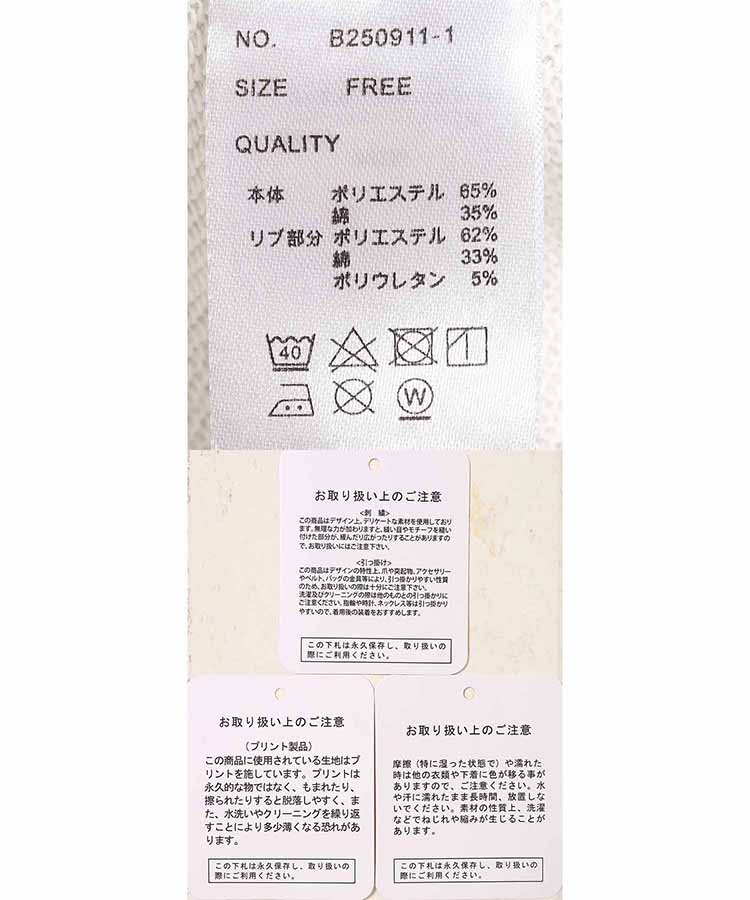 NO. B250911-1
SIZE FREE
QUALITY
本体 ポリエステル 65%
綿 35%
リブ部分 ポリエステル 62%
綿 33%
ポリウレタン 5%
40
W
お取り扱い上のご注意
<刺 繍>
この商品はデザイン上、デリケートな素材を使用しており
ます。無理な力が加わりますと、縫い目やモチーフを縫い
付けた部分が、緩んだり広がったりすることがありますの
で、お取り扱いにはご注意下さい。
<引っ掛け>
この商品はデザインの特性上、爪や突起物、アクセサリー
やベルト、バッグの金具等により、引っ掛かりやすい性質
のため、お取り扱いの際は十分にご注意下さい。
洗濯及びクリーニングの際は他のものとの引っ掛かりに
ご注意ください。指輪や時計、ネックレス等は引っ掛かり
やすいので、着用後の装着をおすすめします。
この下札は永久保存し、取り扱いの
際にご利用ください。
お取り扱い上のご注意
(プリント製品)
この商品に使用されている生地はプ
リントを施しています。プリントは
永久的な物ではなく、もまれたり、
擦られたりすると脱落しやすく、ま
た、水洗いやクリーニングを繰り返
すことにより多少薄くなる恐れがあ
ります。
この下札は永久保存し、取り扱いの
際にご利用ください。
お取り扱い上のご注意
摩擦(特に湿った状態で)や濡れた
時は他の衣類や下着に色が移る事が
ありますので、ご注意ください。水
や汗に濡れたまま長時間、放置しな
いでください。素材の性質上、洗濯
などでねじれや縮みが生じることが
あります。
この下札は永久保存し、取り扱いの
際にご利用ください。